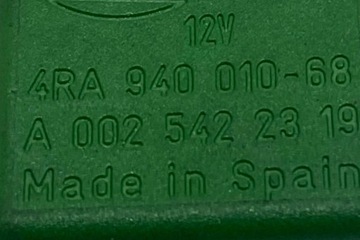 12V
4RA 940 010-68
A 002 542 23 19
Made in Spain